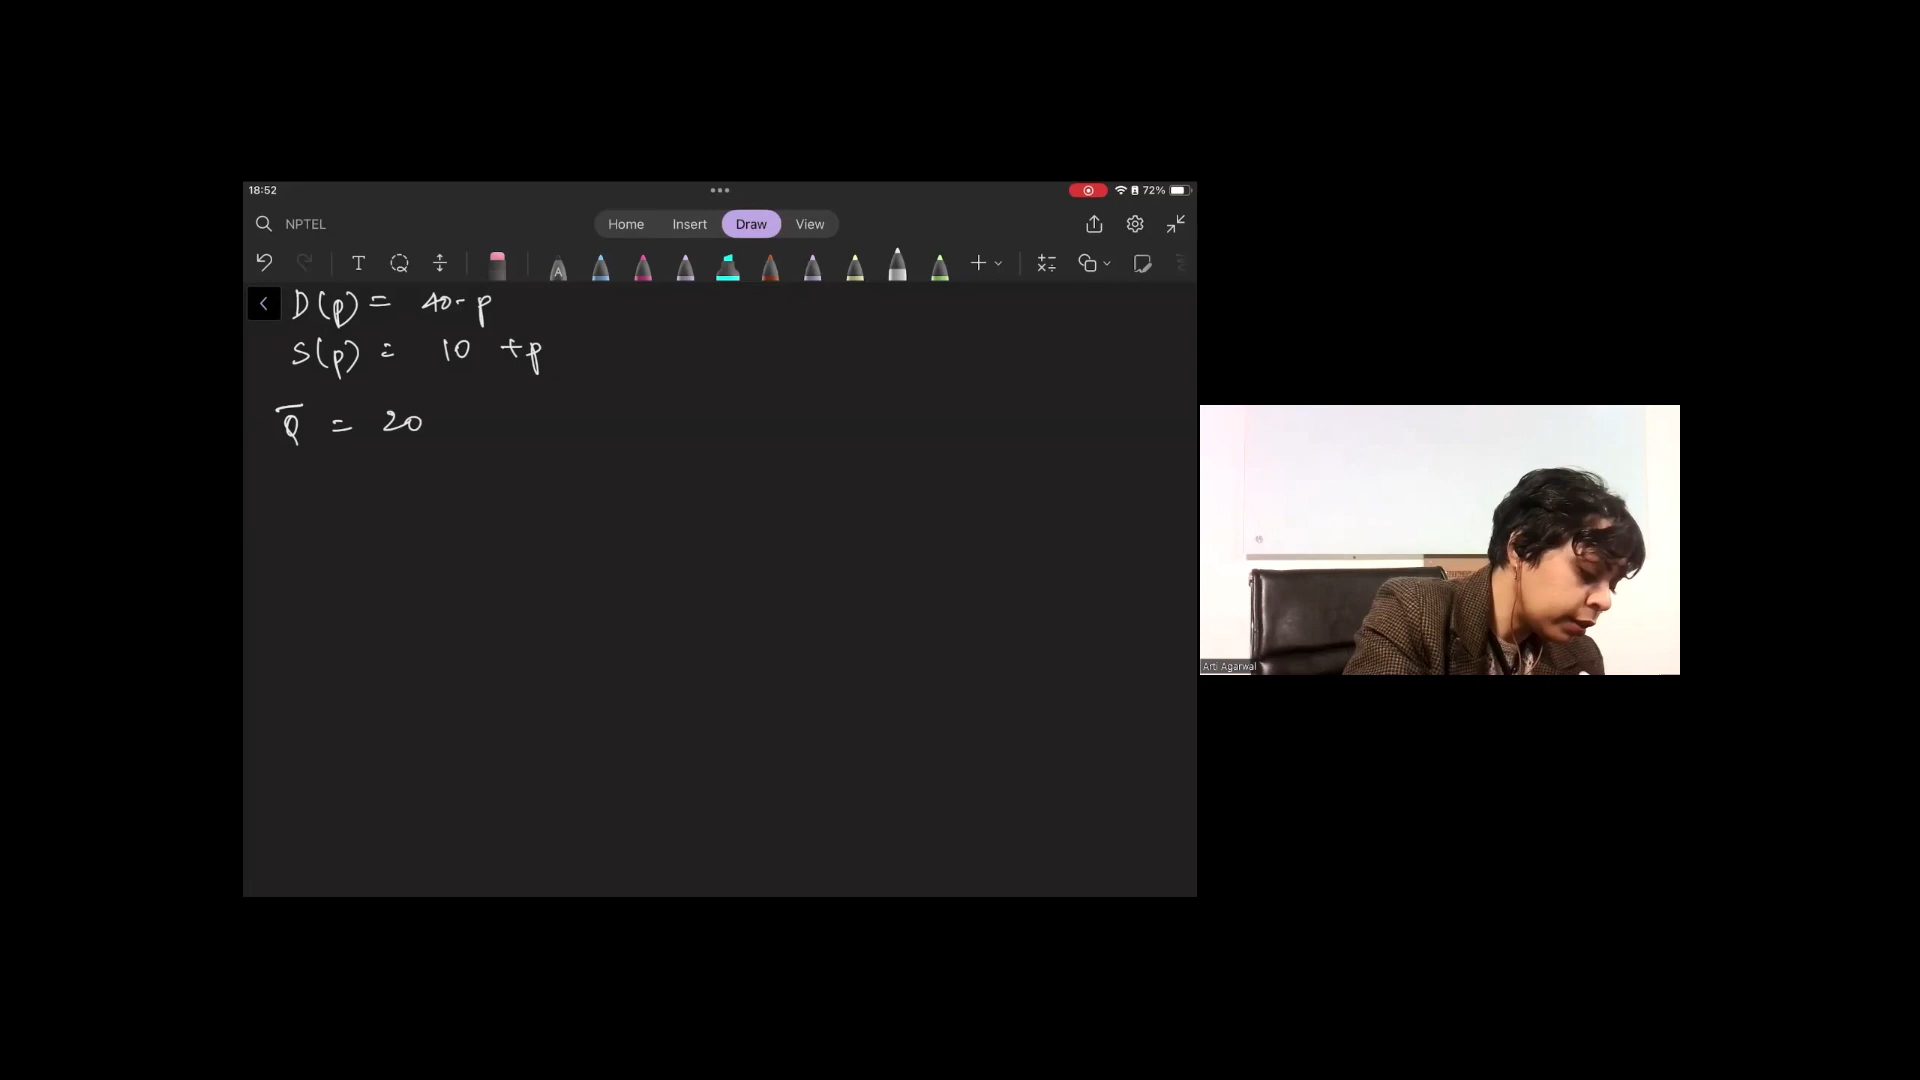 18:52
72%
NPTEL
Home Insert Draw View
T
A
D(p) = 40-p
S(p) = 10 +p
Q̅ = 20
Arti Agarwal